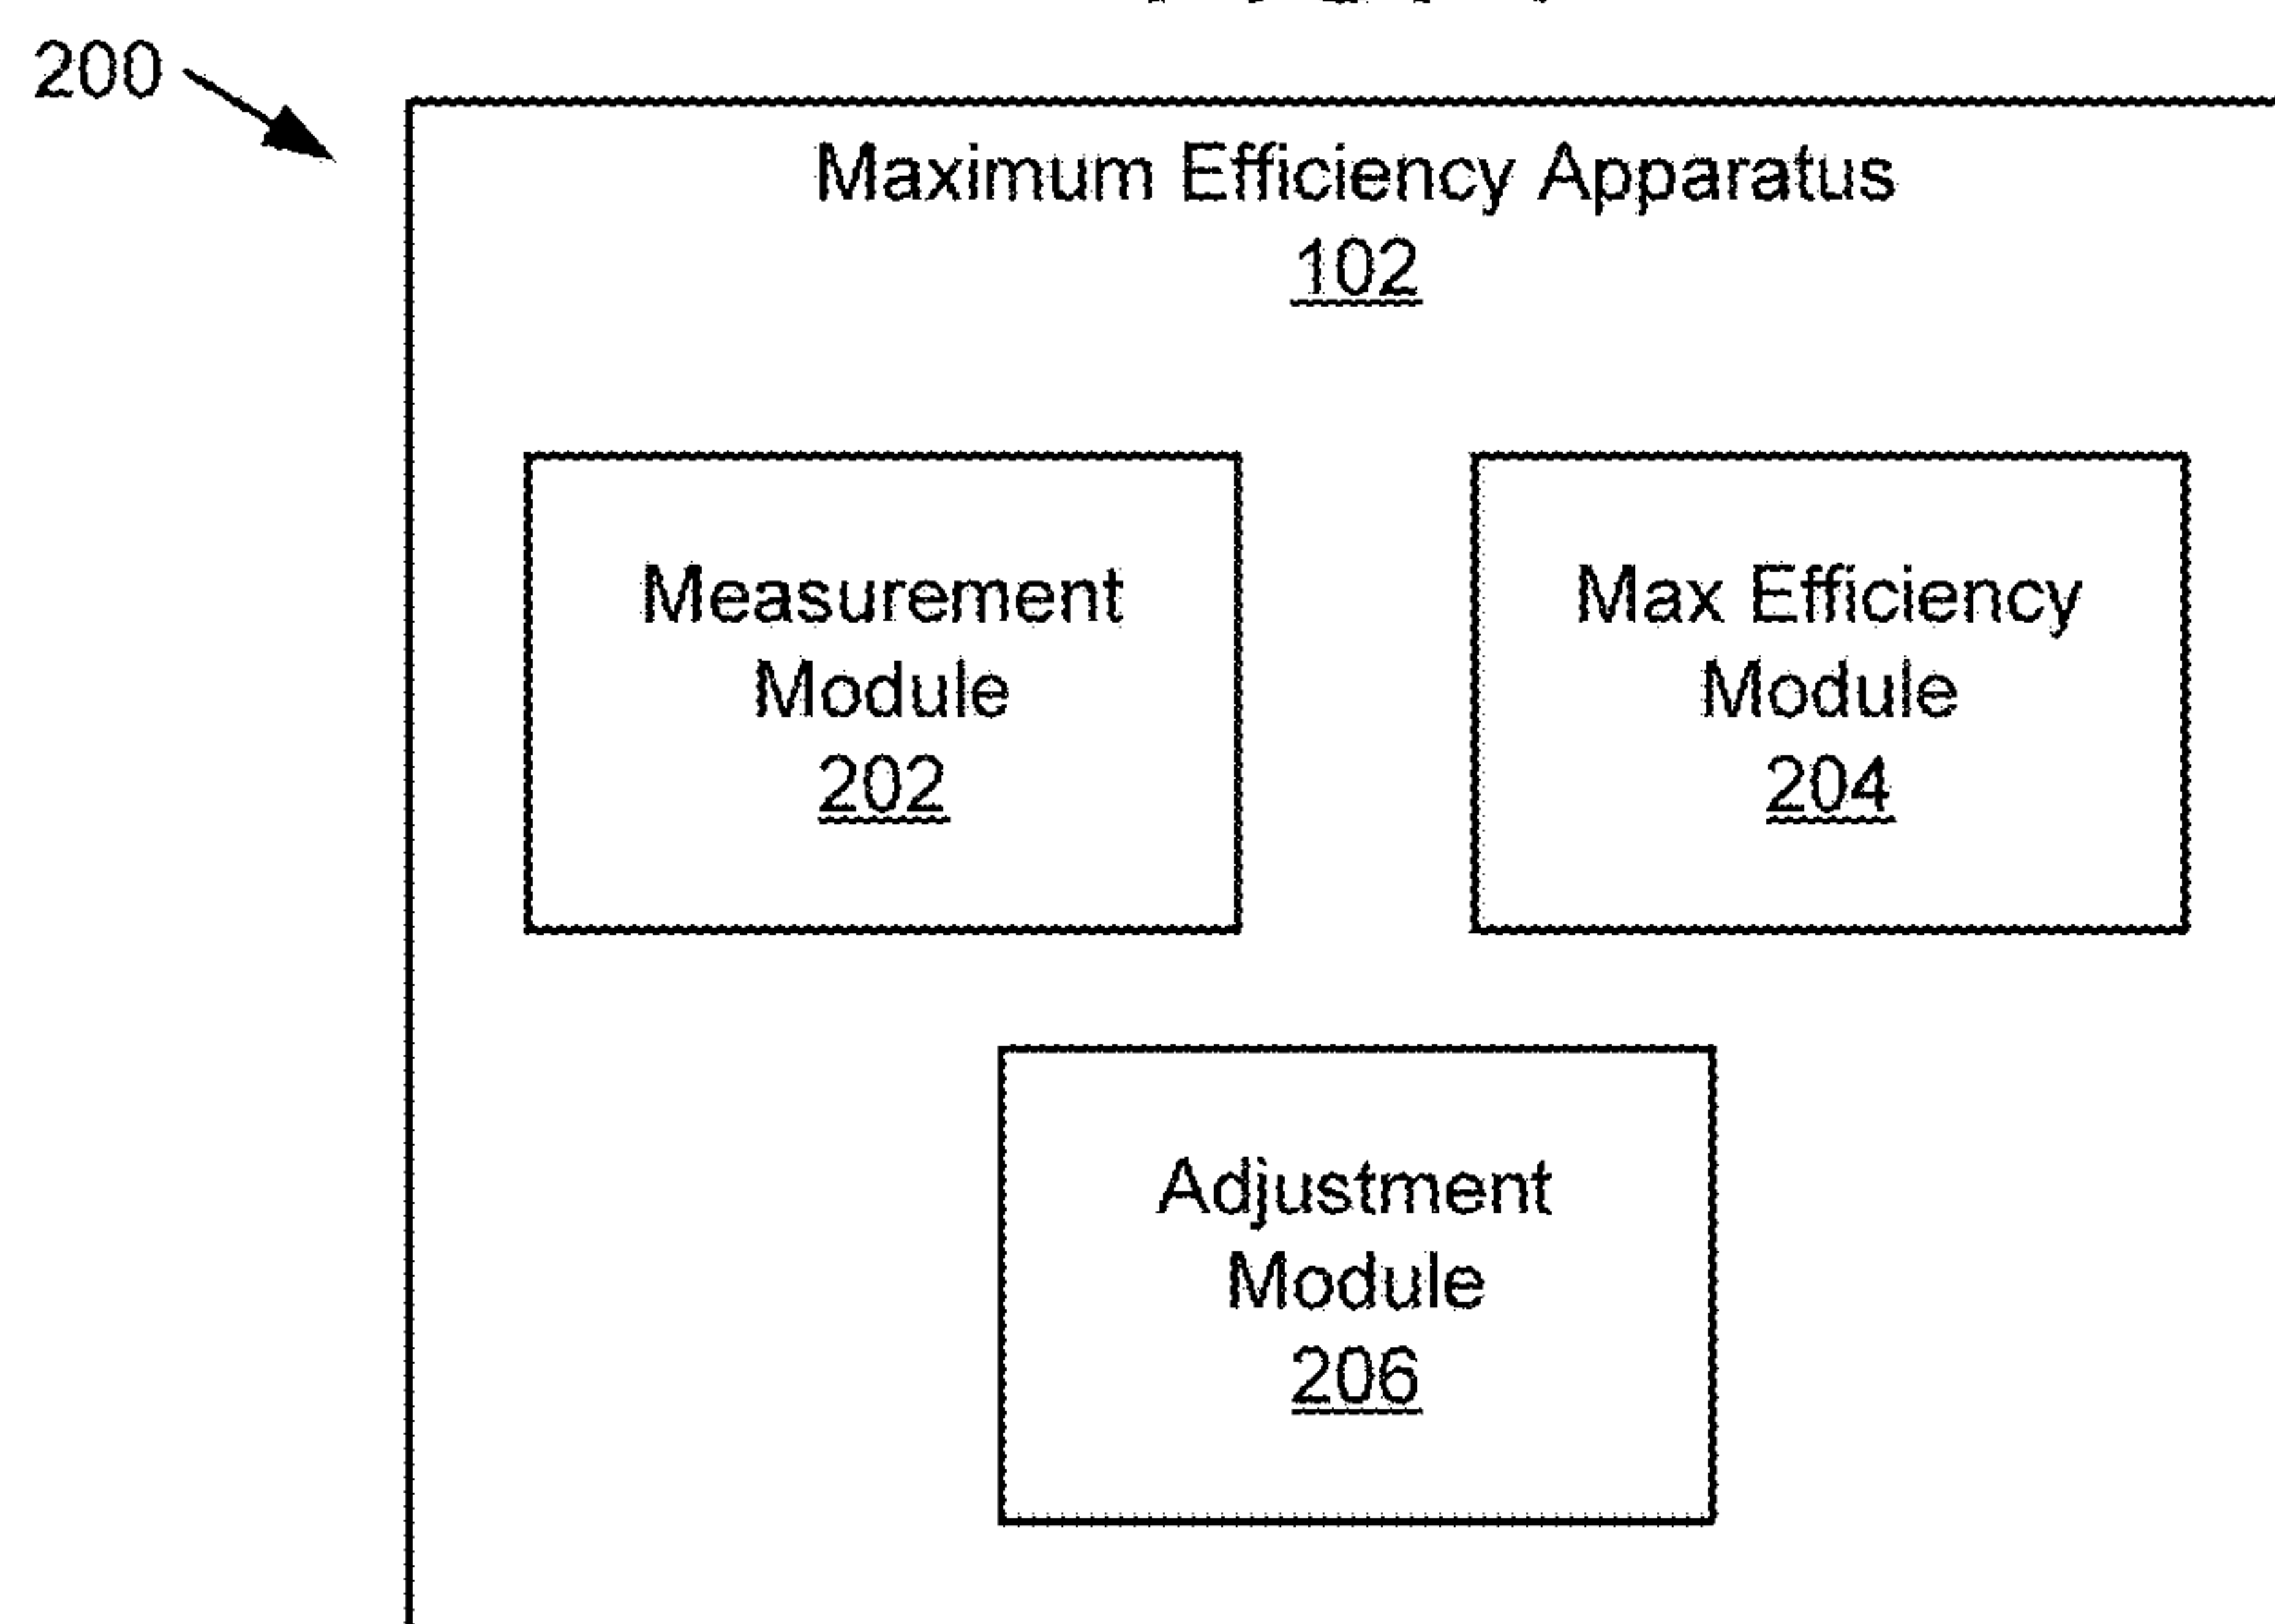 200
Maximum Efficiency Apparatus
102
Measurement
Module
202
Max Efficiency
Module
204
Adjustment
Module
206